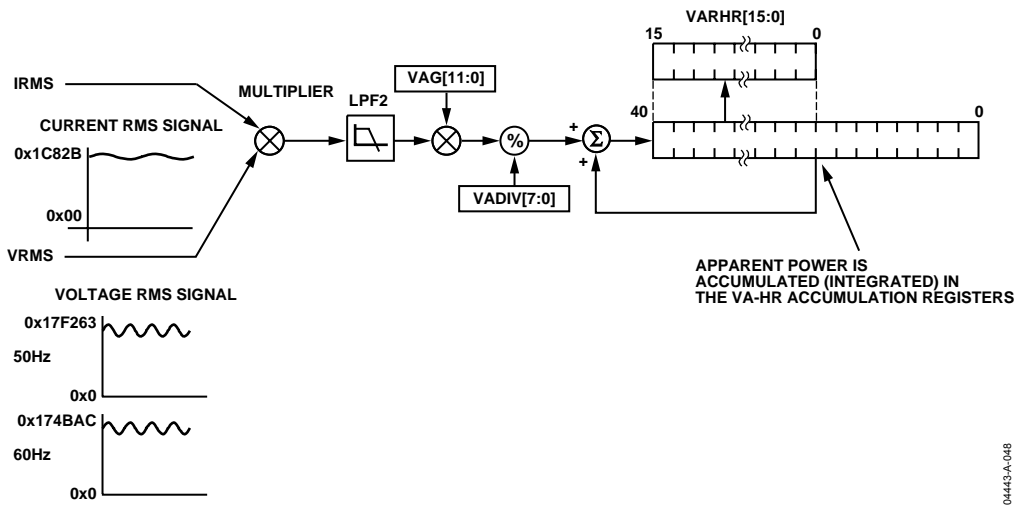 VARHR[15:0]
15 0
IRMS
MULTIPLIER
VAG[11:0]
LPF2
CURRENT RMS SIGNAL
40 0
0x1C82B
+
%
Σ
+
VADIV[7:0]
0x00
VRMS
APPARENT POWER IS
ACCUMULATED (INTEGRATED) IN
THE VA-HR ACCUMULATION REGISTERS
VOLTAGE RMS SIGNAL
0x17F263
50Hz
0x0
0x174BAC
60Hz
0x0
04443-A-048